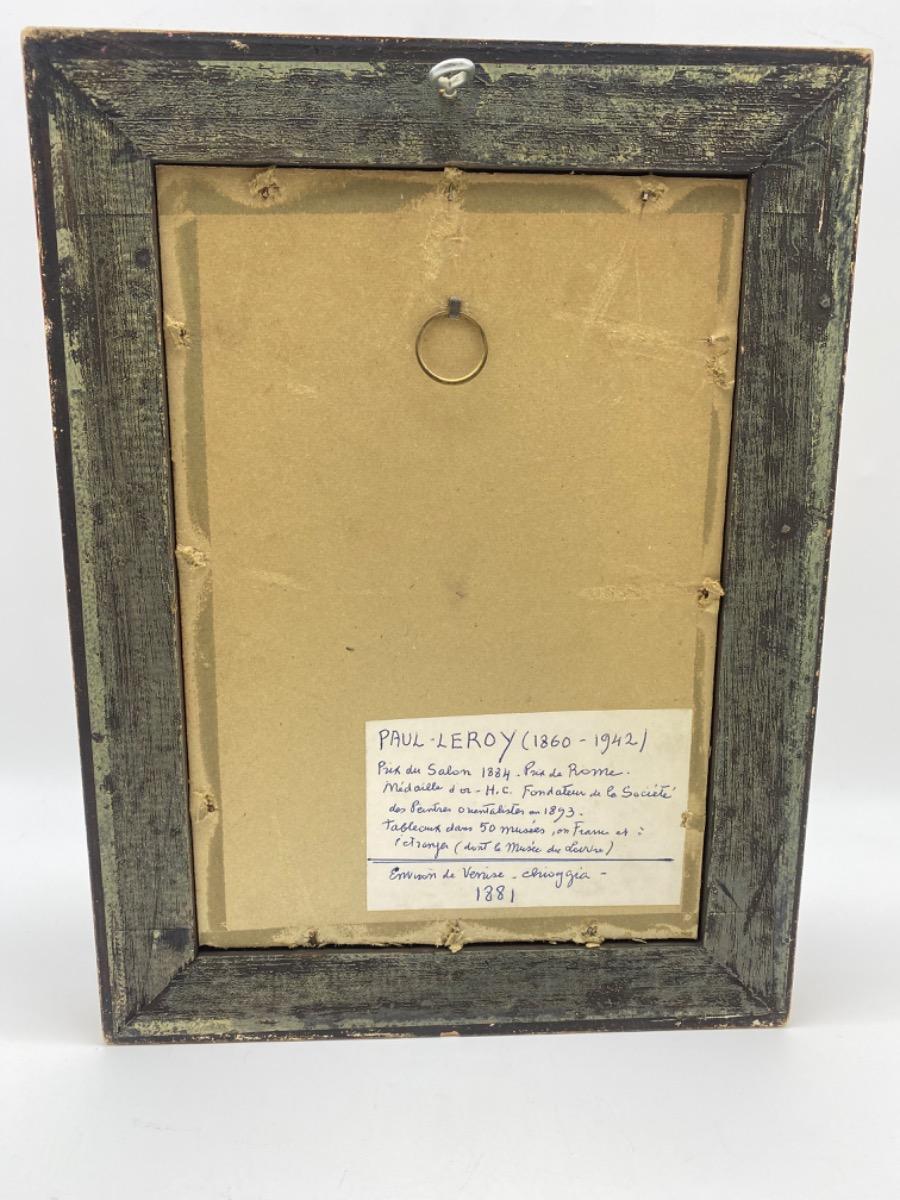 PAUL-LEROY (1860 - 1942)
Prix du Salon 1884 - Prix de Rome -
Médaille d'or - H.C. Fondateur de la Société
des Peintres orientalistes en 1893.
Tableaux dans 50 musées, en France et à
l'étranger (dont le Musée du Louvre)
Environ de Venise - chioggia -
1881